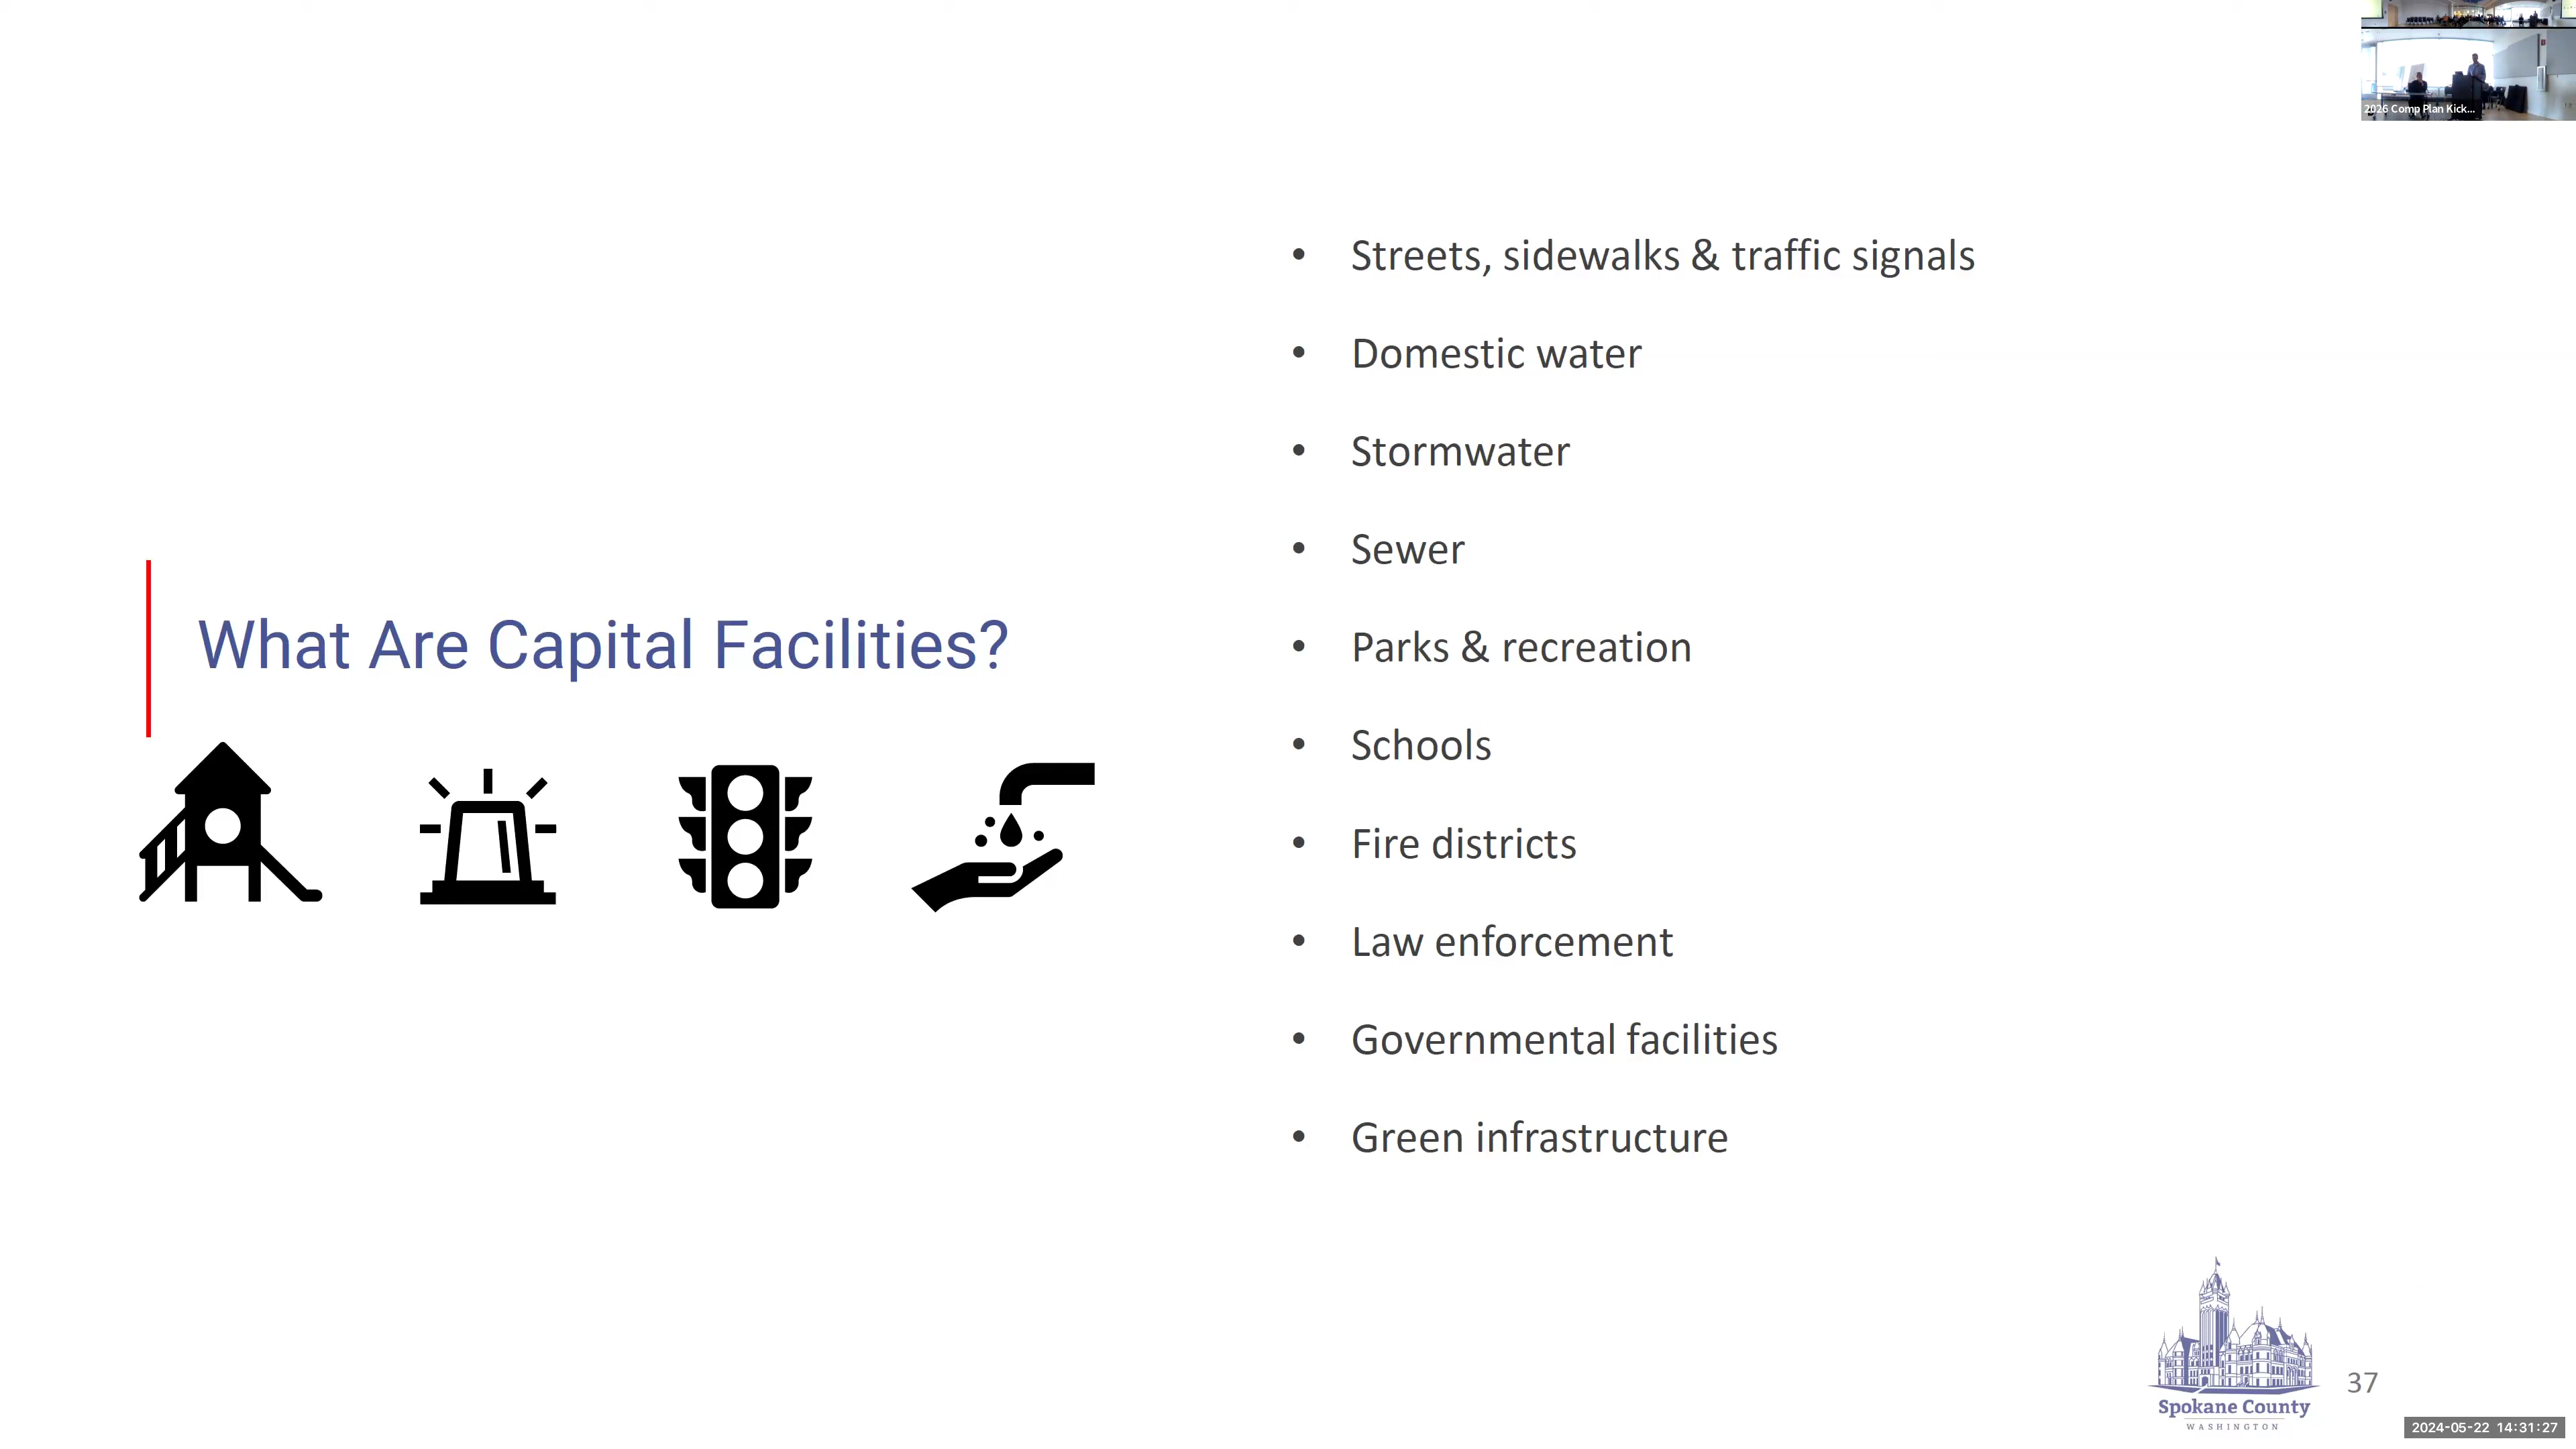 2026 Comp Plan Kick...
What Are Capital Facilities?
• Streets, sidewalks & traffic signals
• Domestic water
• Stormwater
• Sewer
• Parks & recreation
• Schools
• Fire districts
• Law enforcement
• Governmental facilities
• Green infrastructure
Spokane County
WASHINGTON
37
2024-05-22 14:31:27